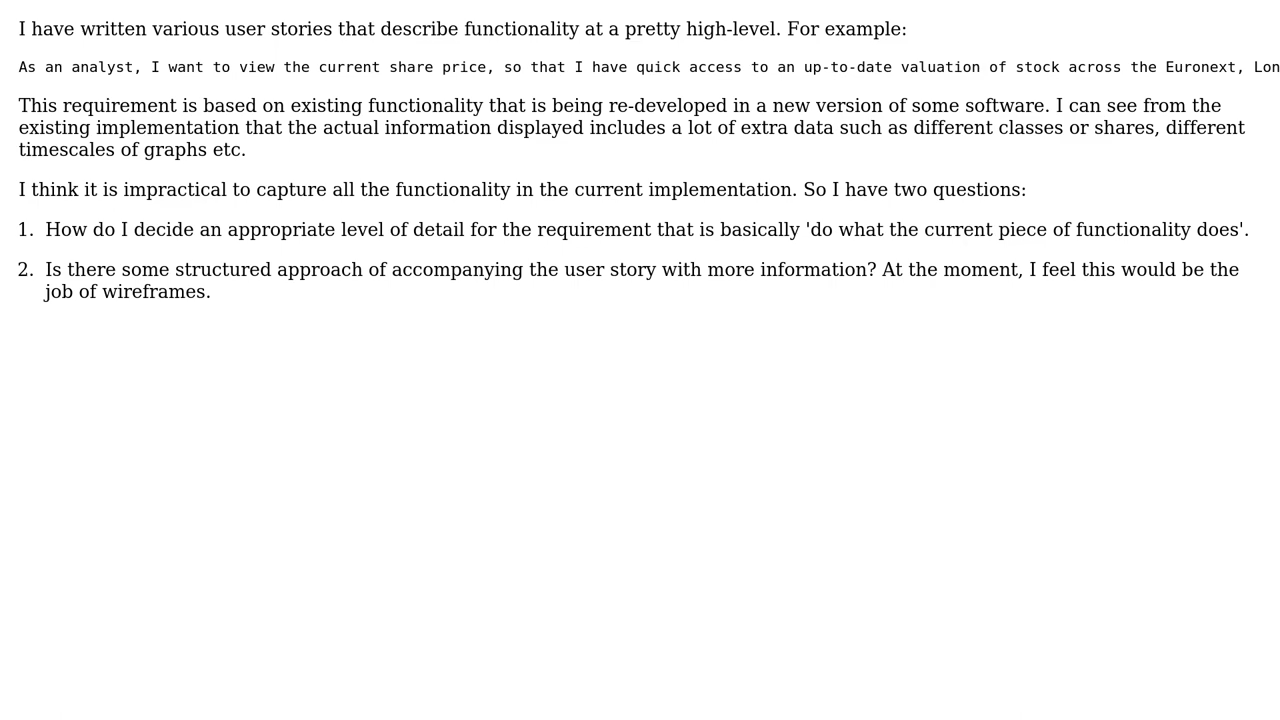 I have written various user stories that describe functionality at a pretty high-level. For example:
As an analyst, I want to view the current share price, so that I have quick access to an up-to-date valuation of stock across the Euronext, Lon
This requirement is based on existing functionality that is being re-developed in a new version of some software. I can see from the
existing implementation that the actual information displayed includes a lot of extra data such as different classes or shares, different
timescales of graphs etc.
I think it is impractical to capture all the functionality in the current implementation. So I have two questions:
1. How do I decide an appropriate level of detail for the requirement that is basically 'do what the current piece of functionality does'.
2. Is there some structured approach of accompanying the user story with more information? At the moment, I feel this would be the
job of wireframes.